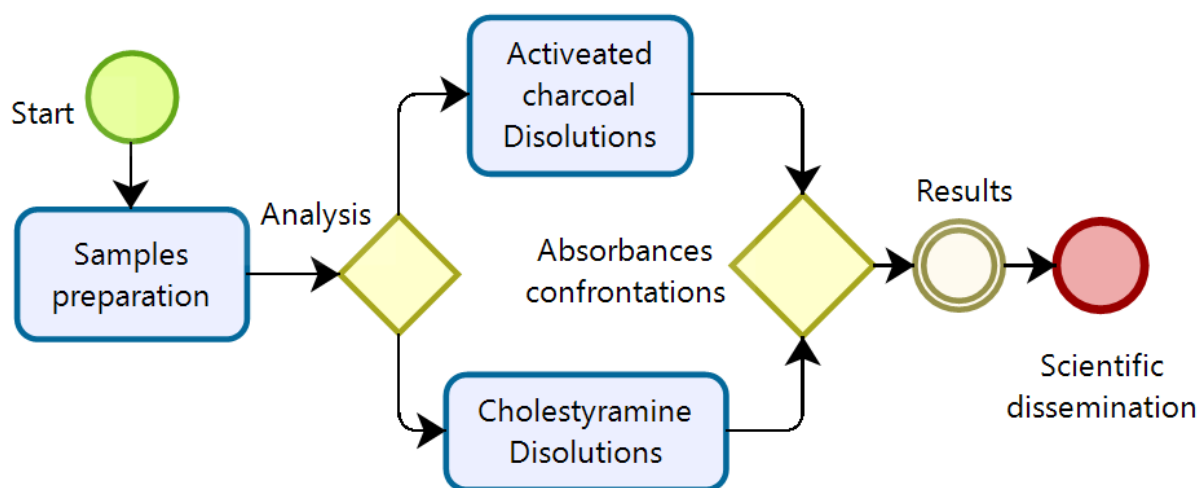 Start
Samples
preparation
Analysis
Activeated
charcoal
Disolutions
Cholestyramine
Disolutions
Absorbances
confrontations
Results
Scientific
dissemination